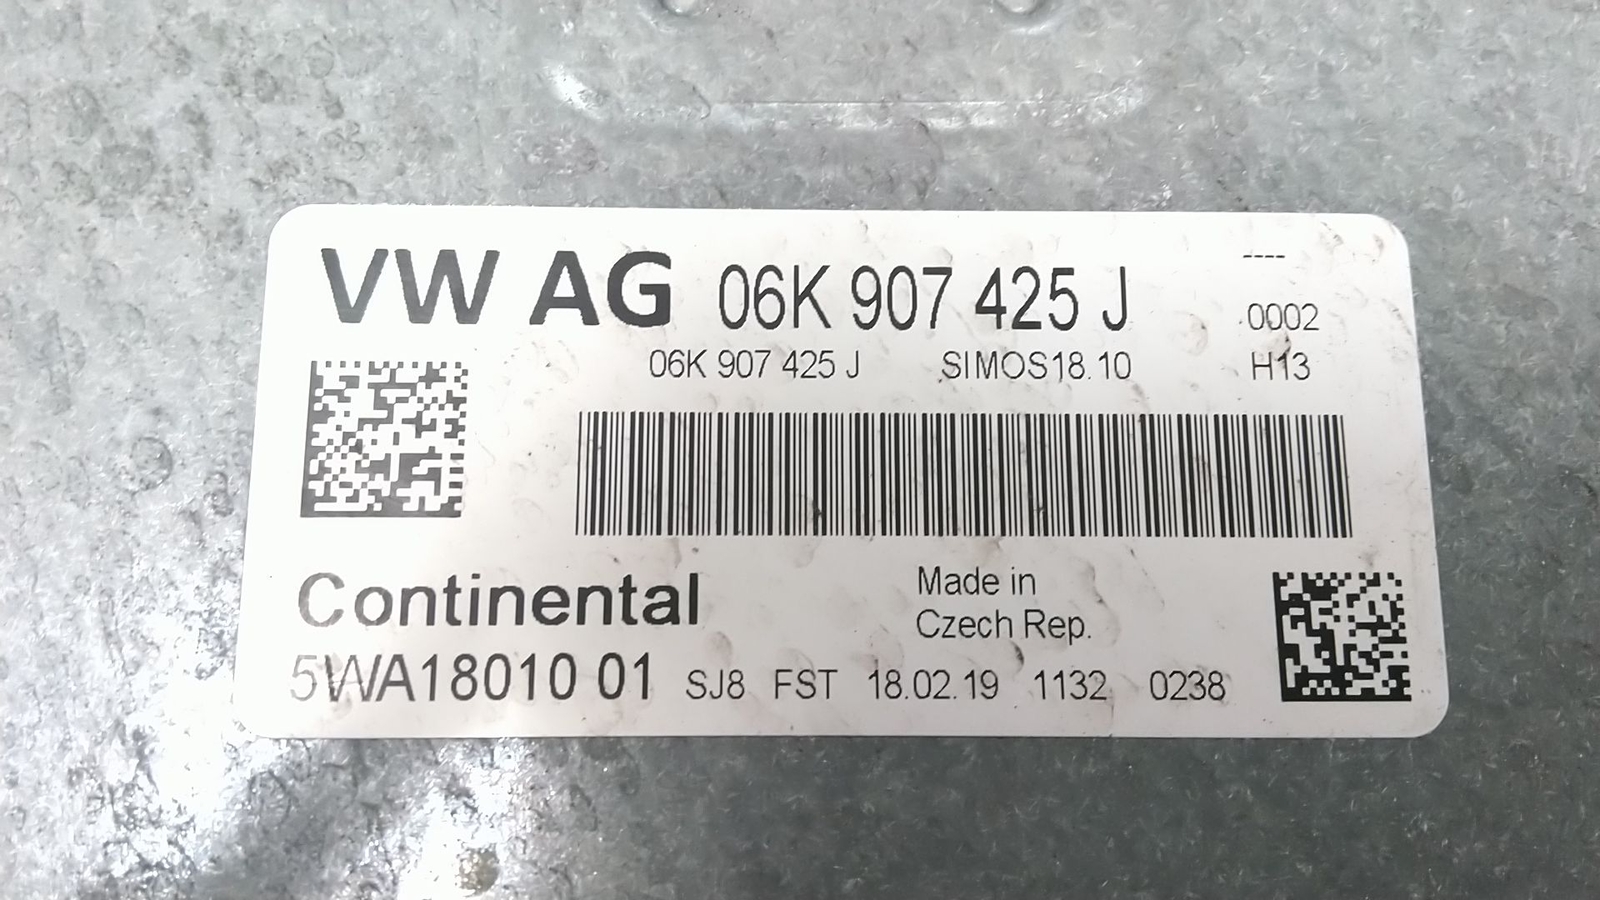 VW AG 06K 907 425 J ----
0002
06K 907 425 J SIMOS18.10 H13
Continental
Made in
Czech Rep.
5WA18010 01 SJ8 FST 18.02.19 1132 0238